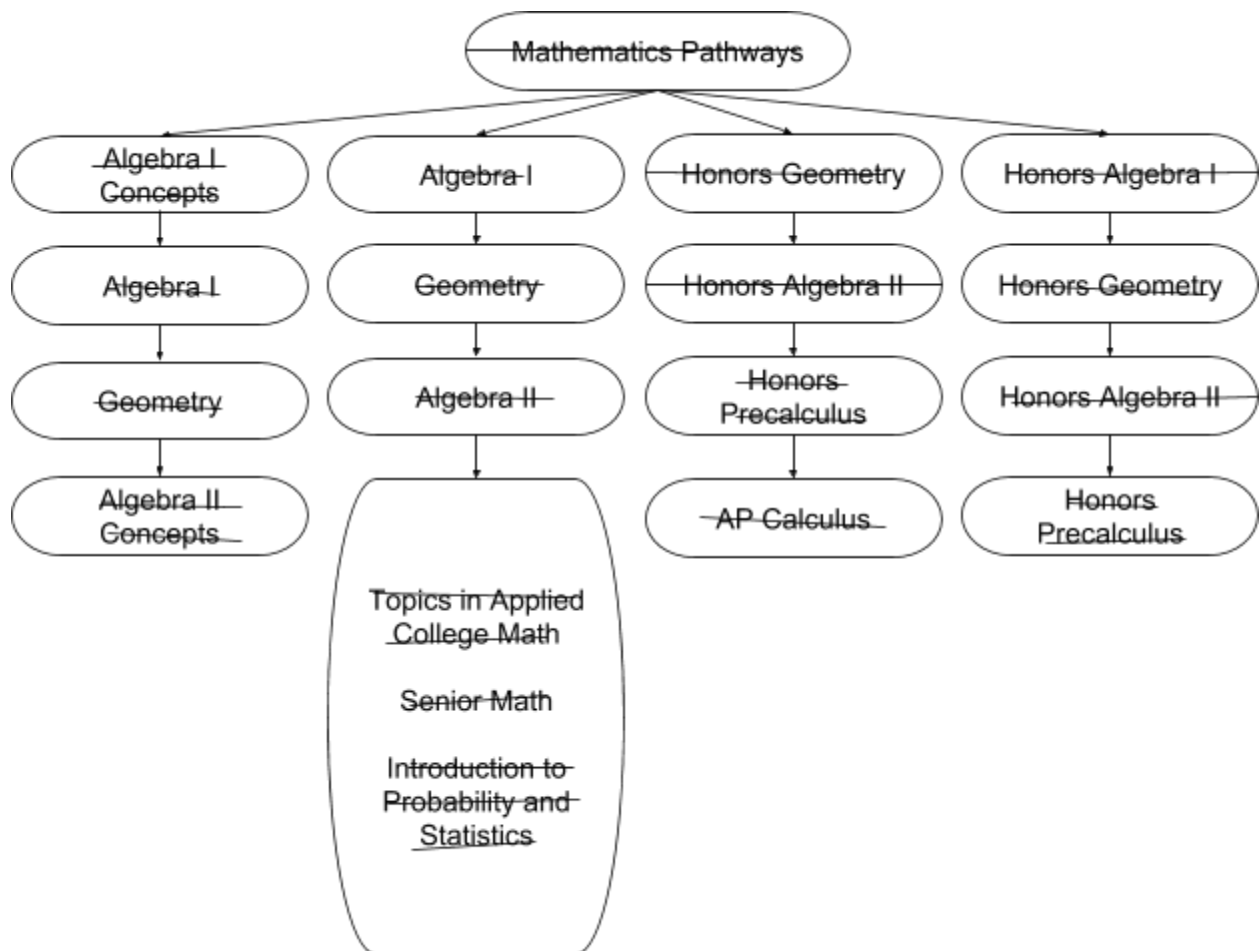 Mathematics Pathways
Algebra I
Concepts
Algebra I
Geometry
Algebra II
Concepts
Algebra I
Geometry
Algebra II
Topics in Applied
College Math
Senior Math
Introduction to
Probability and
Statistics
Honors Geometry
Honors Algebra II
Honors
Precalculus
AP Calculus
Honors Algebra I
Honors Geometry
Honors Algebra II
Honors
Precalculus